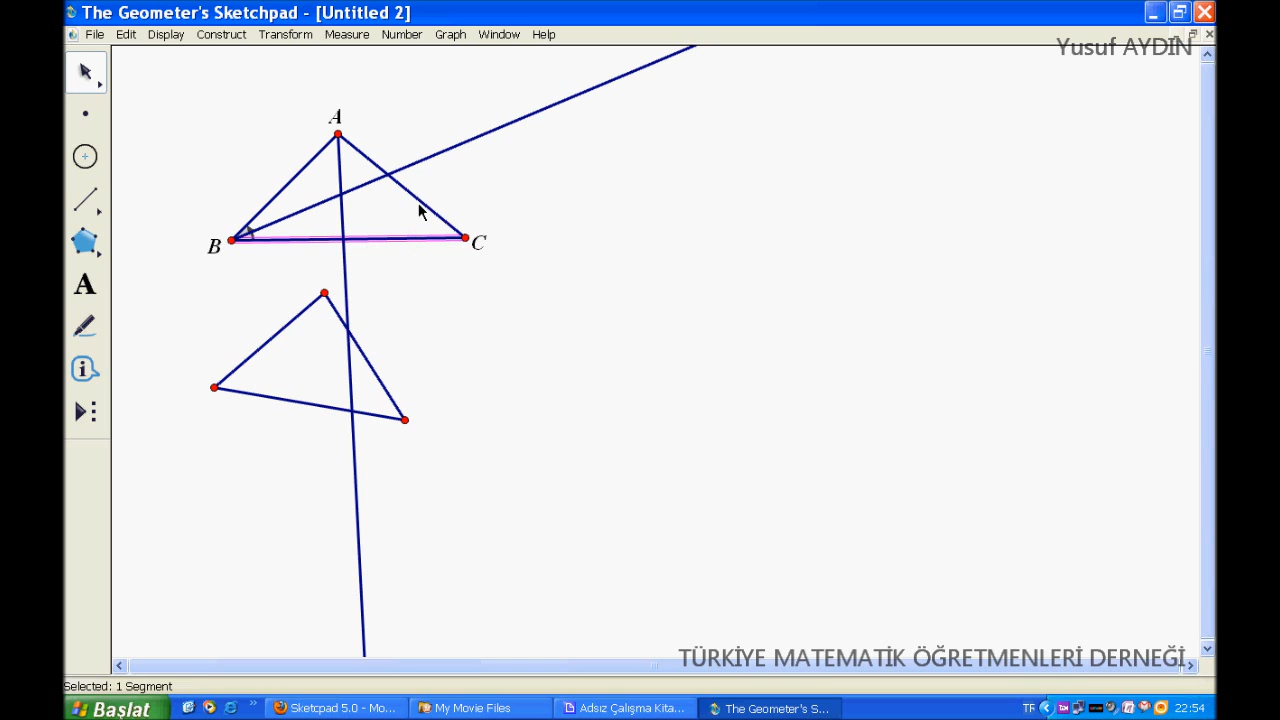 The Geometer's Sketchpad - [Untitled 2]
File Edit Display Construct Transform Measure Number Graph Window Help
Yusuf AYDIN
A
B
C
A
TÜRKİYE MATEMATİK ÖĞRETMENLERİ DERNEĞİ
Selected: 1 Segment
Başlat
Sketcpad 5.0 - Mo...
My Movie Files
Adsız Çalışma Kita...
The Geometer's S...
TR
22:54